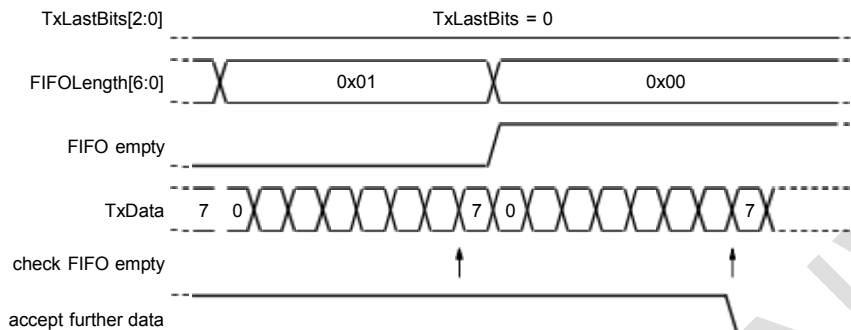 TxLastBits[2:0] TxLastBits = 0
FIFOLength[6:0] 0x01 0x00
FIFO empty
TxData 7 0 7 0 7
check FIFO empty
accept further data